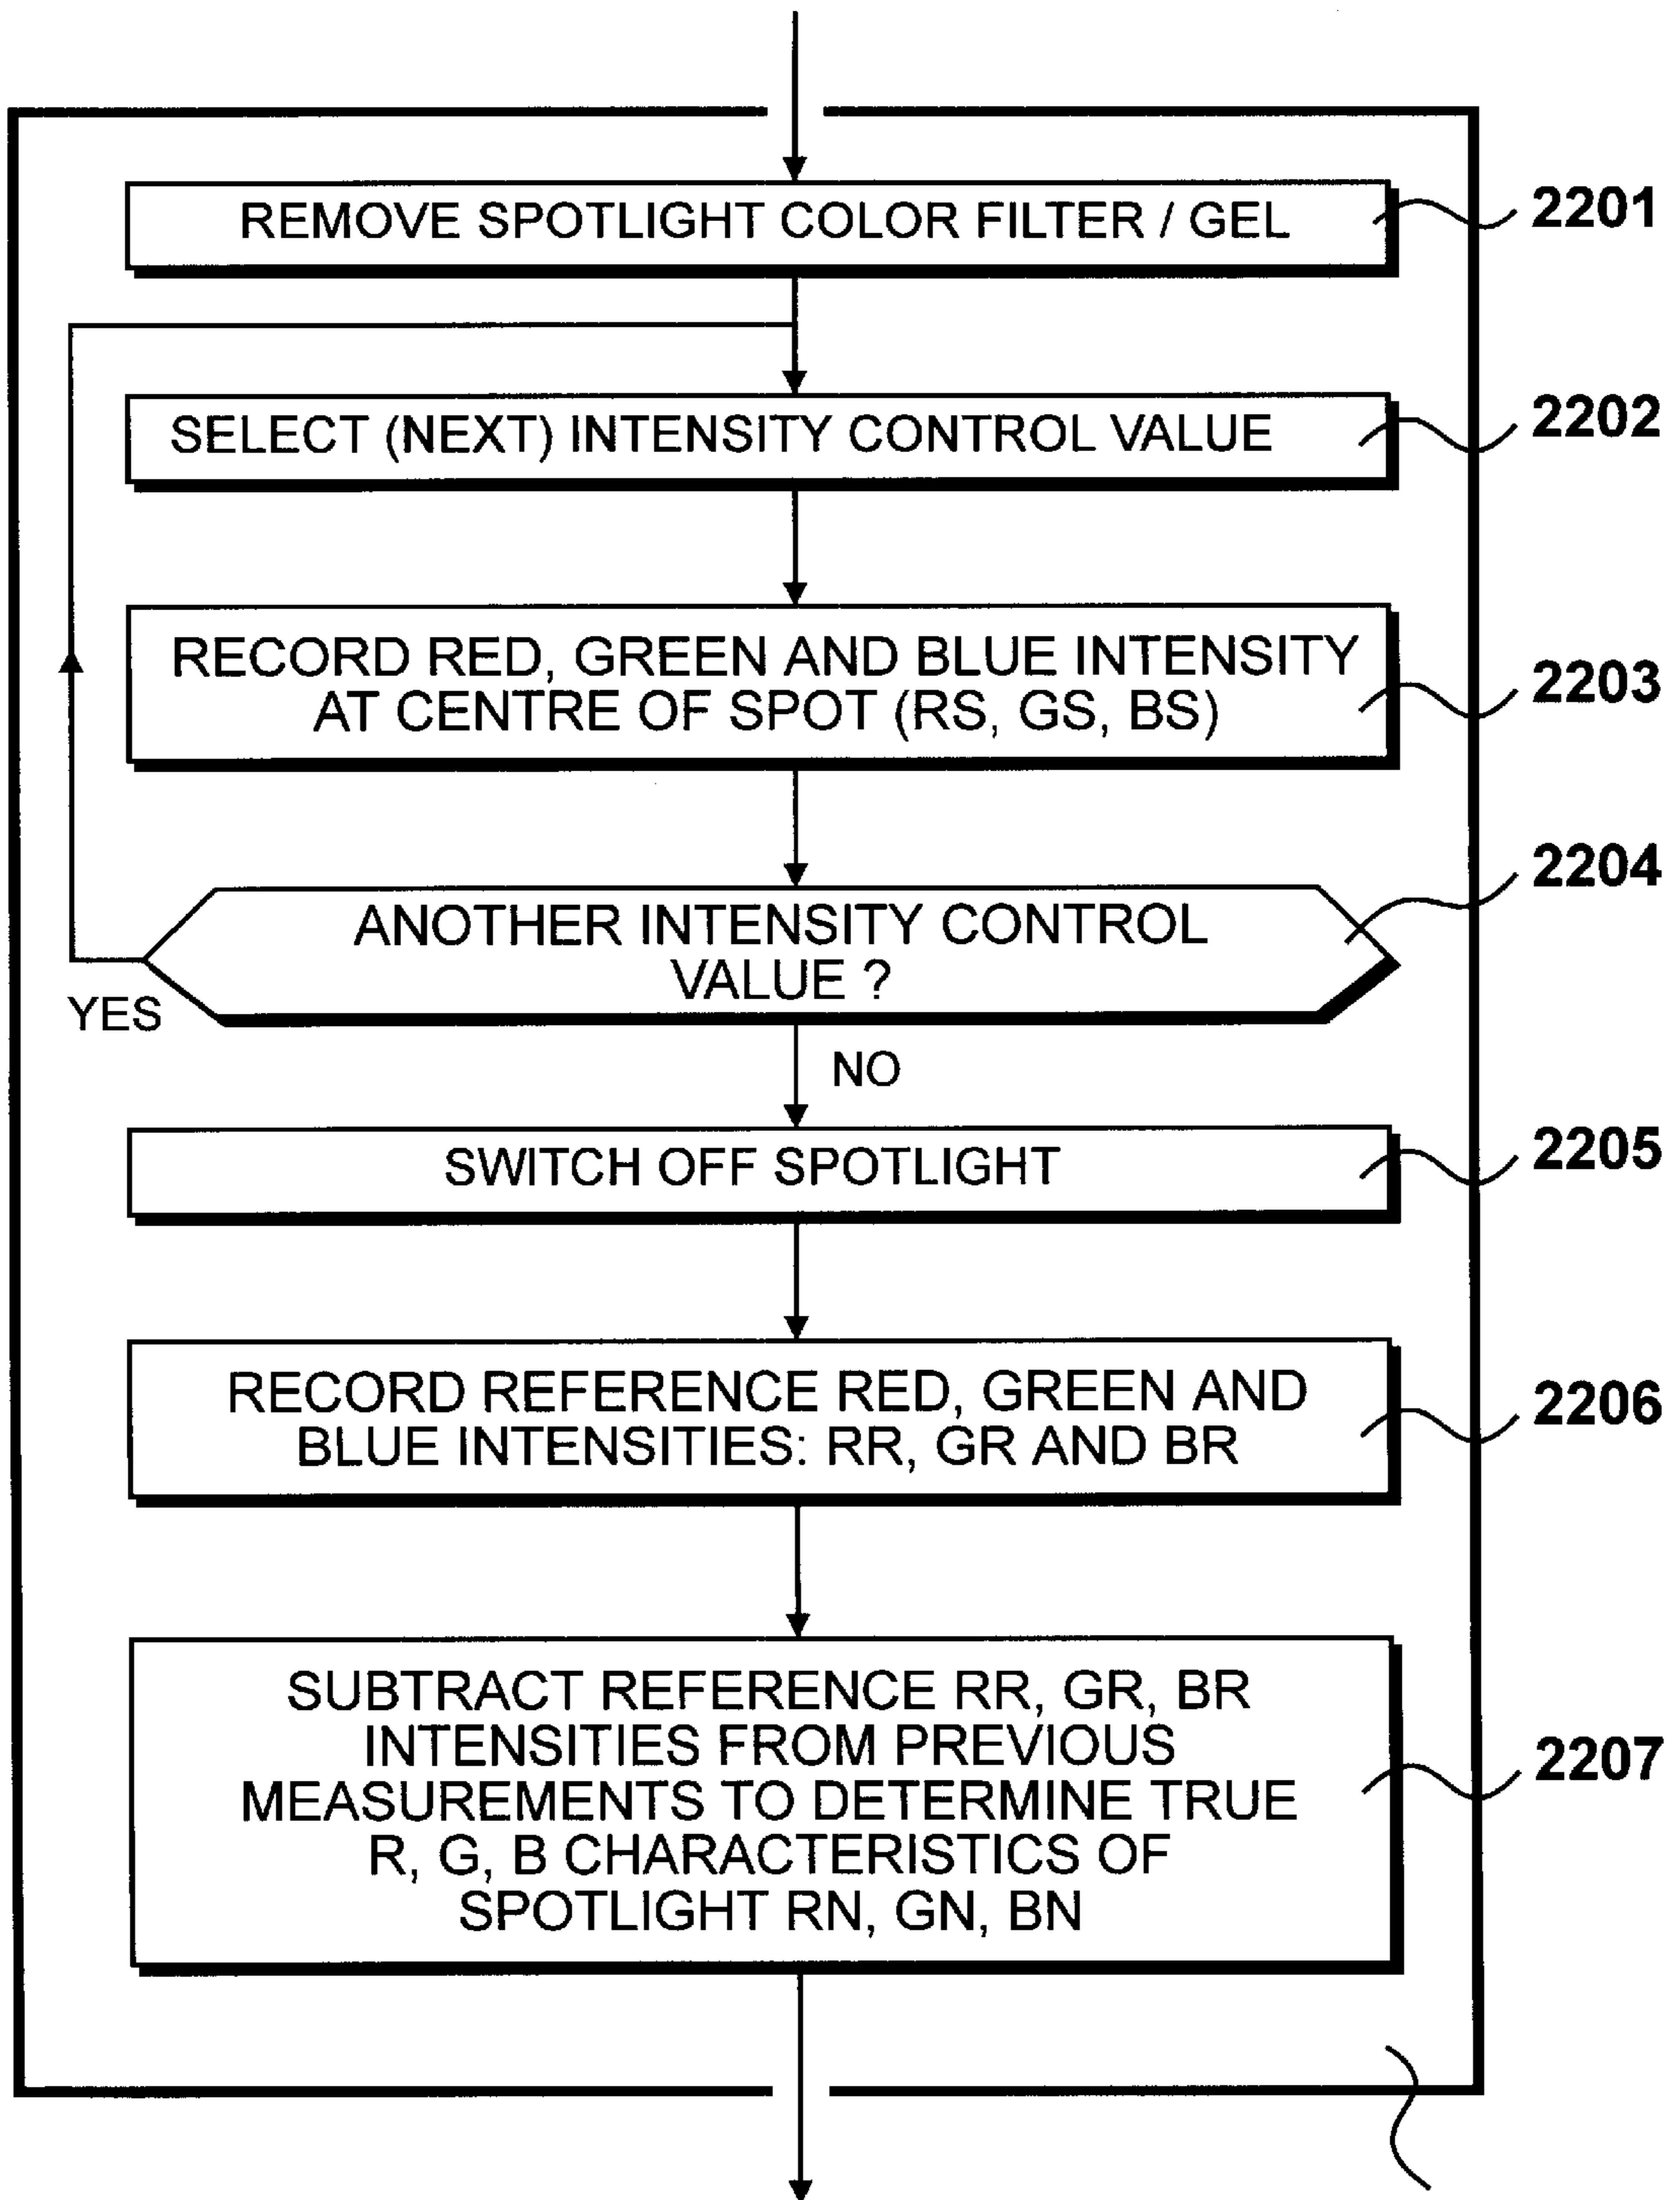 REMOVE SPOTLIGHT COLOR FILTER / GEL
2201
SELECT (NEXT) INTENSITY CONTROL VALUE
2202
RECORD RED, GREEN AND BLUE INTENSITY
AT CENTRE OF SPOT (RS, GS, BS)
2203
ANOTHER INTENSITY CONTROL
VALUE ?
2204
YES
NO
SWITCH OFF SPOTLIGHT
2205
RECORD REFERENCE RED, GREEN AND
BLUE INTENSITIES: RR, GR AND BR
2206
SUBTRACT REFERENCE RR, GR, BR
INTENSITIES FROM PREVIOUS
MEASUREMENTS TO DETERMINE TRUE
R, G, B CHARACTERISTICS OF
SPOTLIGHT RN, GN, BN
2207